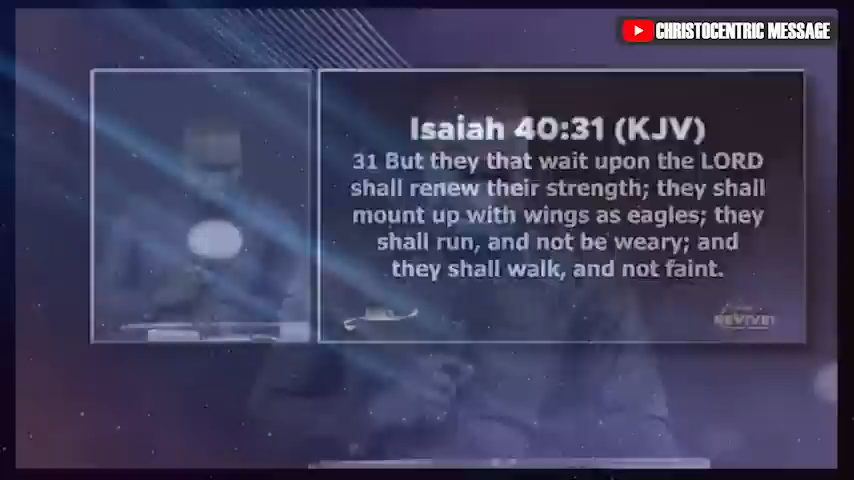 CHRISTOCENTRIC MESSAGE
Isaiah 40:31 (KJV)
31 But they that wait upon the LORD
shall renew their strength; they shall
mount up with wings as eagles; they
shall run, and not be weary; and
they shall walk, and not faint.
REVIVE!